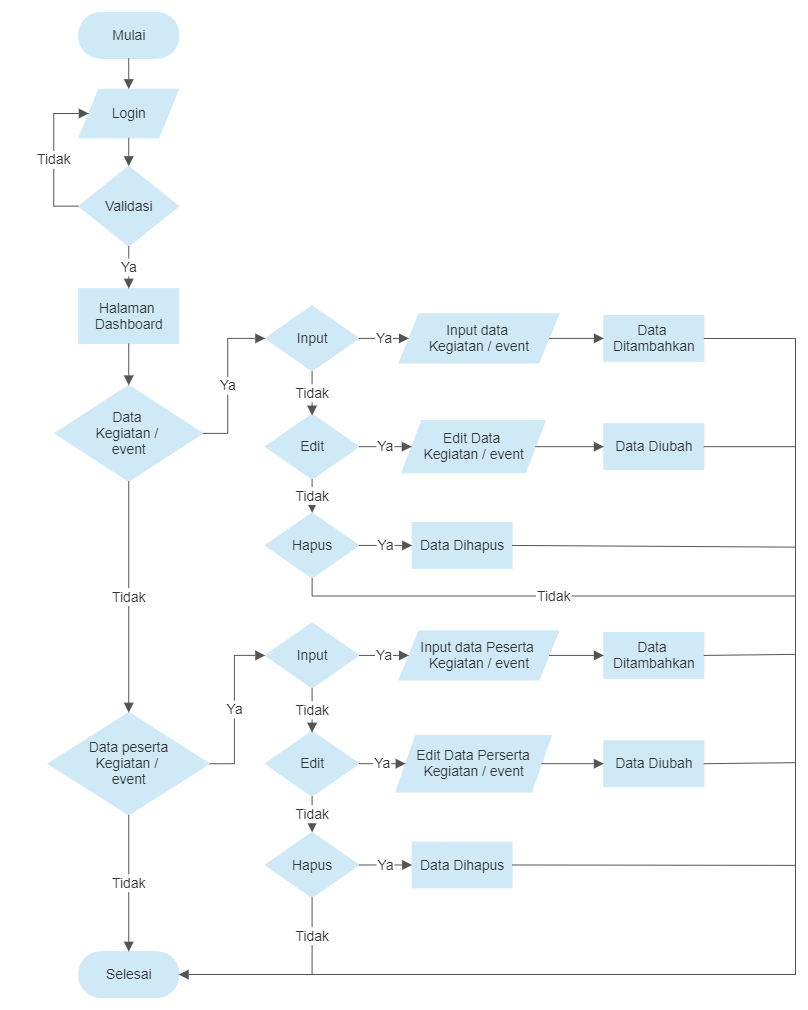 Mulai
Login
Tidak
Validasi
Ya
Halaman
Dashboard
Data
Kegiatan /
event
Ya
Input
Ya
Input data
Kegiatan / event
Data
Ditambahkan
Tidak
Edit
Ya
Edit Data
Kegiatan / event
Data Diubah
Tidak
Hapus
Ya
Data Dihapus
Tidak
Tidak
Data peserta
Kegiatan /
event
Ya
Input
Ya
Input data Peserta
Kegiatan / event
Data
Ditambahkan
Tidak
Edit
Ya
Edit Data Perserta
Kegiatan / event
Data Diubah
Tidak
Hapus
Ya
Data Dihapus
Tidak
Tidak
Selesai